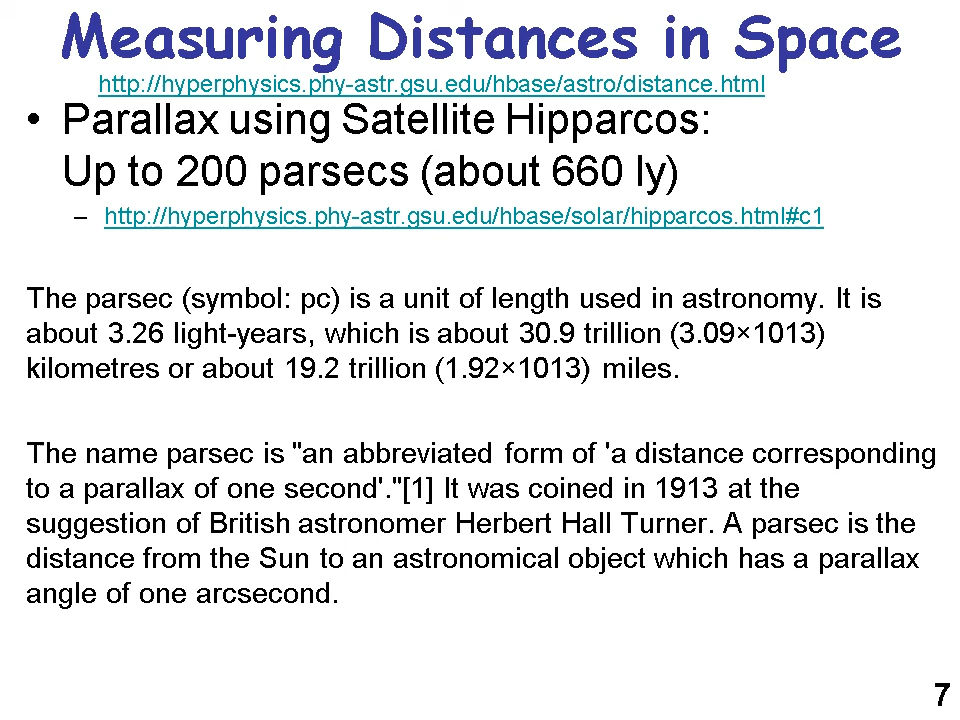 Measuring Distances in Space
http://hyperphysics.phy-astr.gsu.edu/hbase/astro/distance.html
• Parallax using Satellite Hipparcos:
Up to 200 parsecs (about 660 ly)
– http://hyperphysics.phy-astr.gsu.edu/hbase/solar/hipparcos.html#c1
The parsec (symbol: pc) is a unit of length used in astronomy. It is
about 3.26 light-years, which is about 30.9 trillion (3.09×1013)
kilometres or about 19.2 trillion (1.92×1013) miles.
The name parsec is "an abbreviated form of 'a distance corresponding
to a parallax of one second'."[1] It was coined in 1913 at the
suggestion of British astronomer Herbert Hall Turner. A parsec is the
distance from the Sun to an astronomical object which has a parallax
angle of one arcsecond.
7